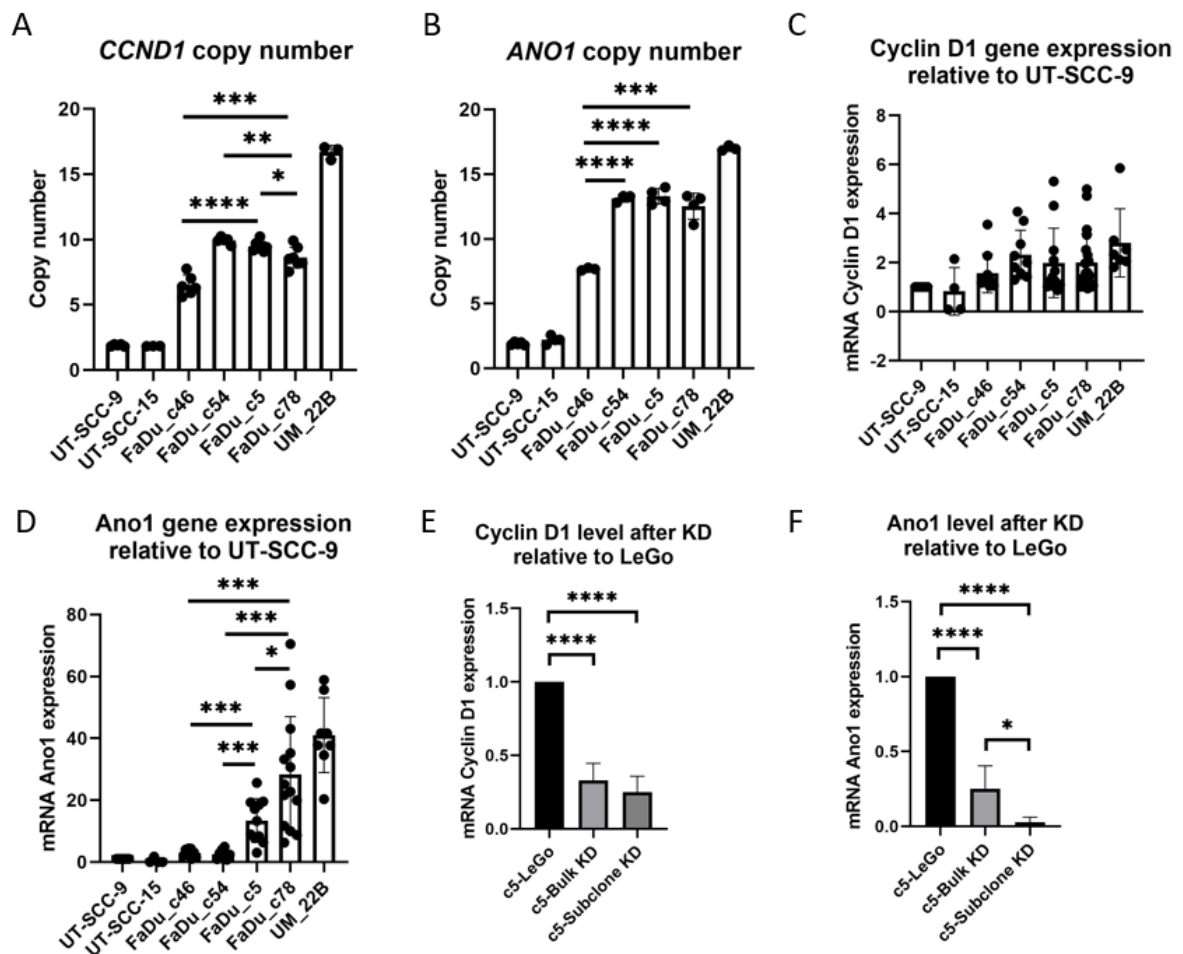 A
CCND1 copy number
Copy number
20
15
10
5
0
***
**
*
****
UT-SCC-9
UT-SCC-15
FaDu_c46
FaDu_c54
FaDu_c5
FaDu_c78
UM_22B
B
ANO1 copy number
Copy number
20
15
10
5
0
***
****
****
UT-SCC-9
UT-SCC-15
FaDu_c46
FaDu_c54
FaDu_c5
FaDu_c78
UM_22B
C
Cyclin D1 gene expression
relative to UT-SCC-9
mRNA Cyclin D1 expression
8
6
4
2
0
-2
UT-SCC-9
UT-SCC-15
FaDu_c46
FaDu_c54
FaDu_c5
FaDu_c78
UM_22B
D
Ano1 gene expression
relative to UT-SCC-9
mRNA Ano1 expression
80
60
40
20
0
***
***
*
***
***
UT-SCC-9
UT-SCC-15
FaDu_c46
FaDu_c54
FaDu_c5
FaDu_c78
UM_22B
E
Cyclin D1 level after KD
relative to LeGo
mRNA Cyclin D1 expression
1.5
1.0
0.5
0.0
****
****
c5-LeGo
c5-Bulk KD
c5-Subclone KD
F
Ano1 level after KD
relative to LeGo
mRNA Ano1 expression
1.5
1.0
0.5
0.0
****
****
*
c5-LeGo
c5-Bulk KD
c5-Subclone KD